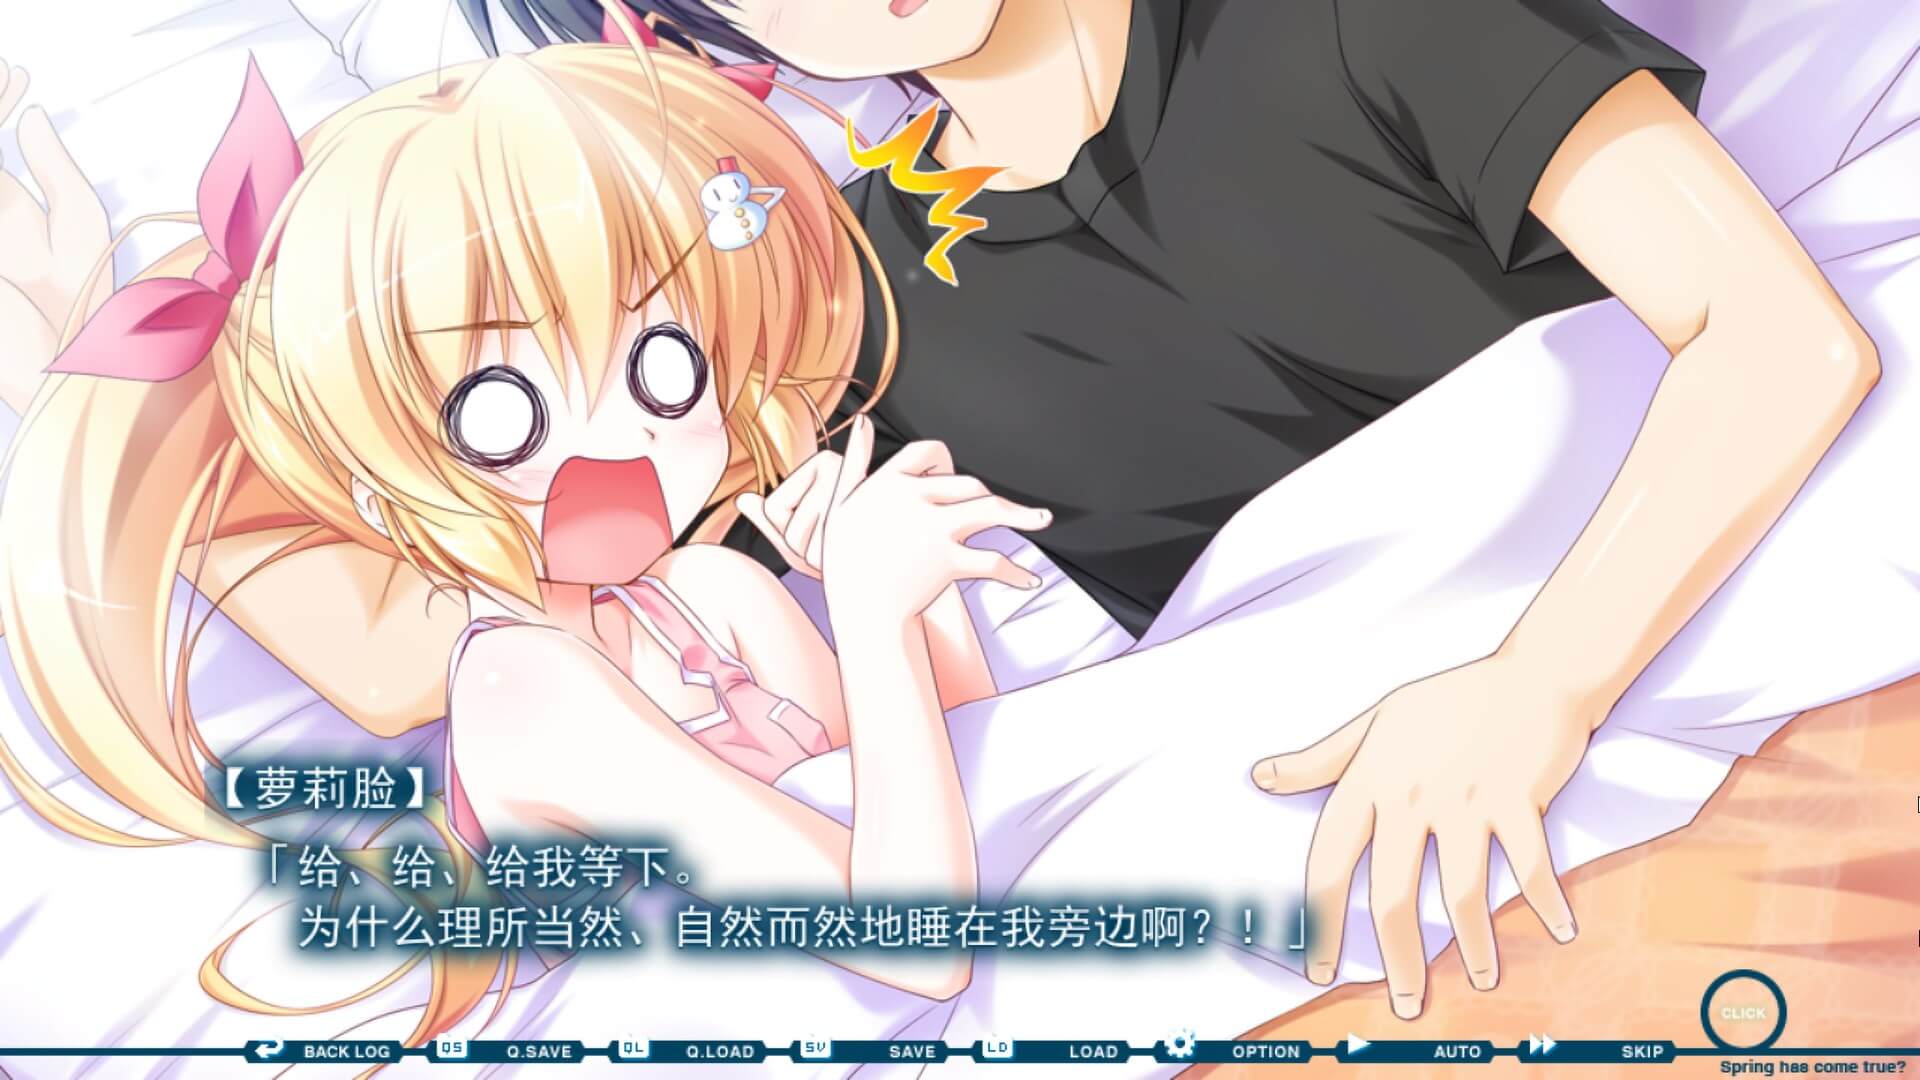 【萝莉脸】
「给、给、给我等下。
为什么理所当然、自然而然地睡在我旁边啊？！」
CLICK
BACK LOG
QS Q.SAVE
QL Q.LOAD
SV SAVE
LD LOAD
OPTION
AUTO
SKIP
Spring has come true?